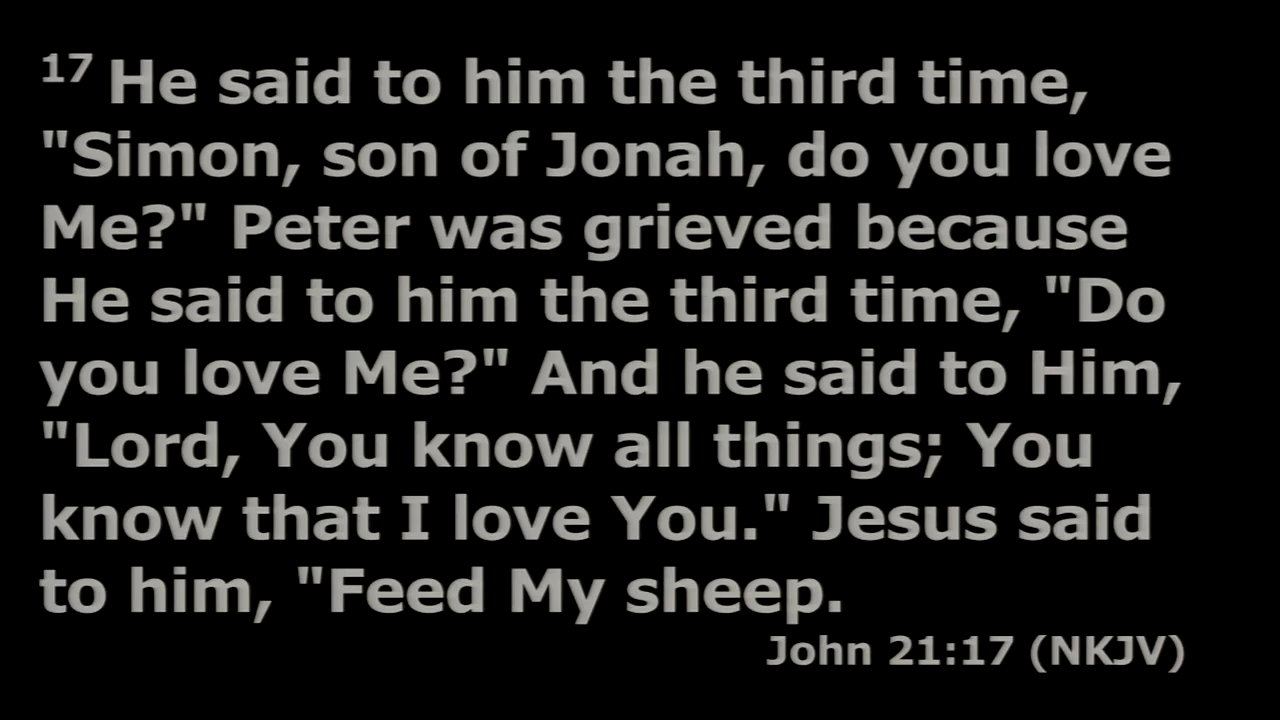 17 He said to him the third time,
"Simon, son of Jonah, do you love
Me?" Peter was grieved because
He said to him the third time, "Do
you love Me?" And he said to Him,
"Lord, You know all things; You
know that I love You." Jesus said
to him, "Feed My sheep.
John 21:17 (NKJV)